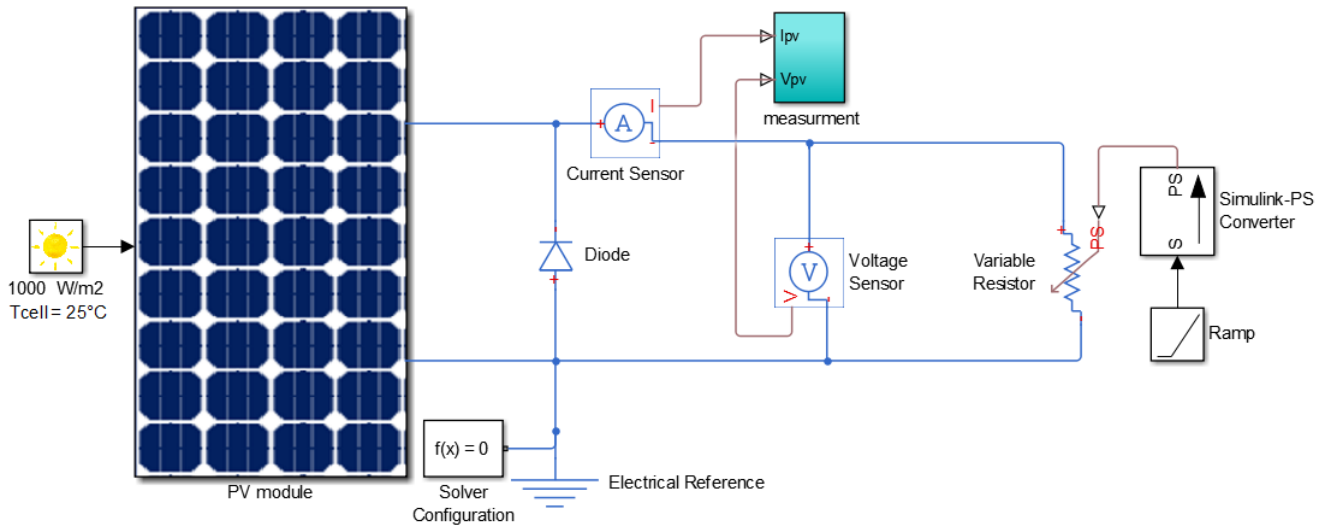 1000 W/m2
Tcell = 25°C
PV module
Diode
f(x) = 0
Solver
Configuration
Electrical Reference
A
I
Current Sensor
Ipv
Vpv
measurment
V
V
Voltage
Sensor
Variable
Resistor
PS
PS
S
Simulink-PS
Converter
Ramp